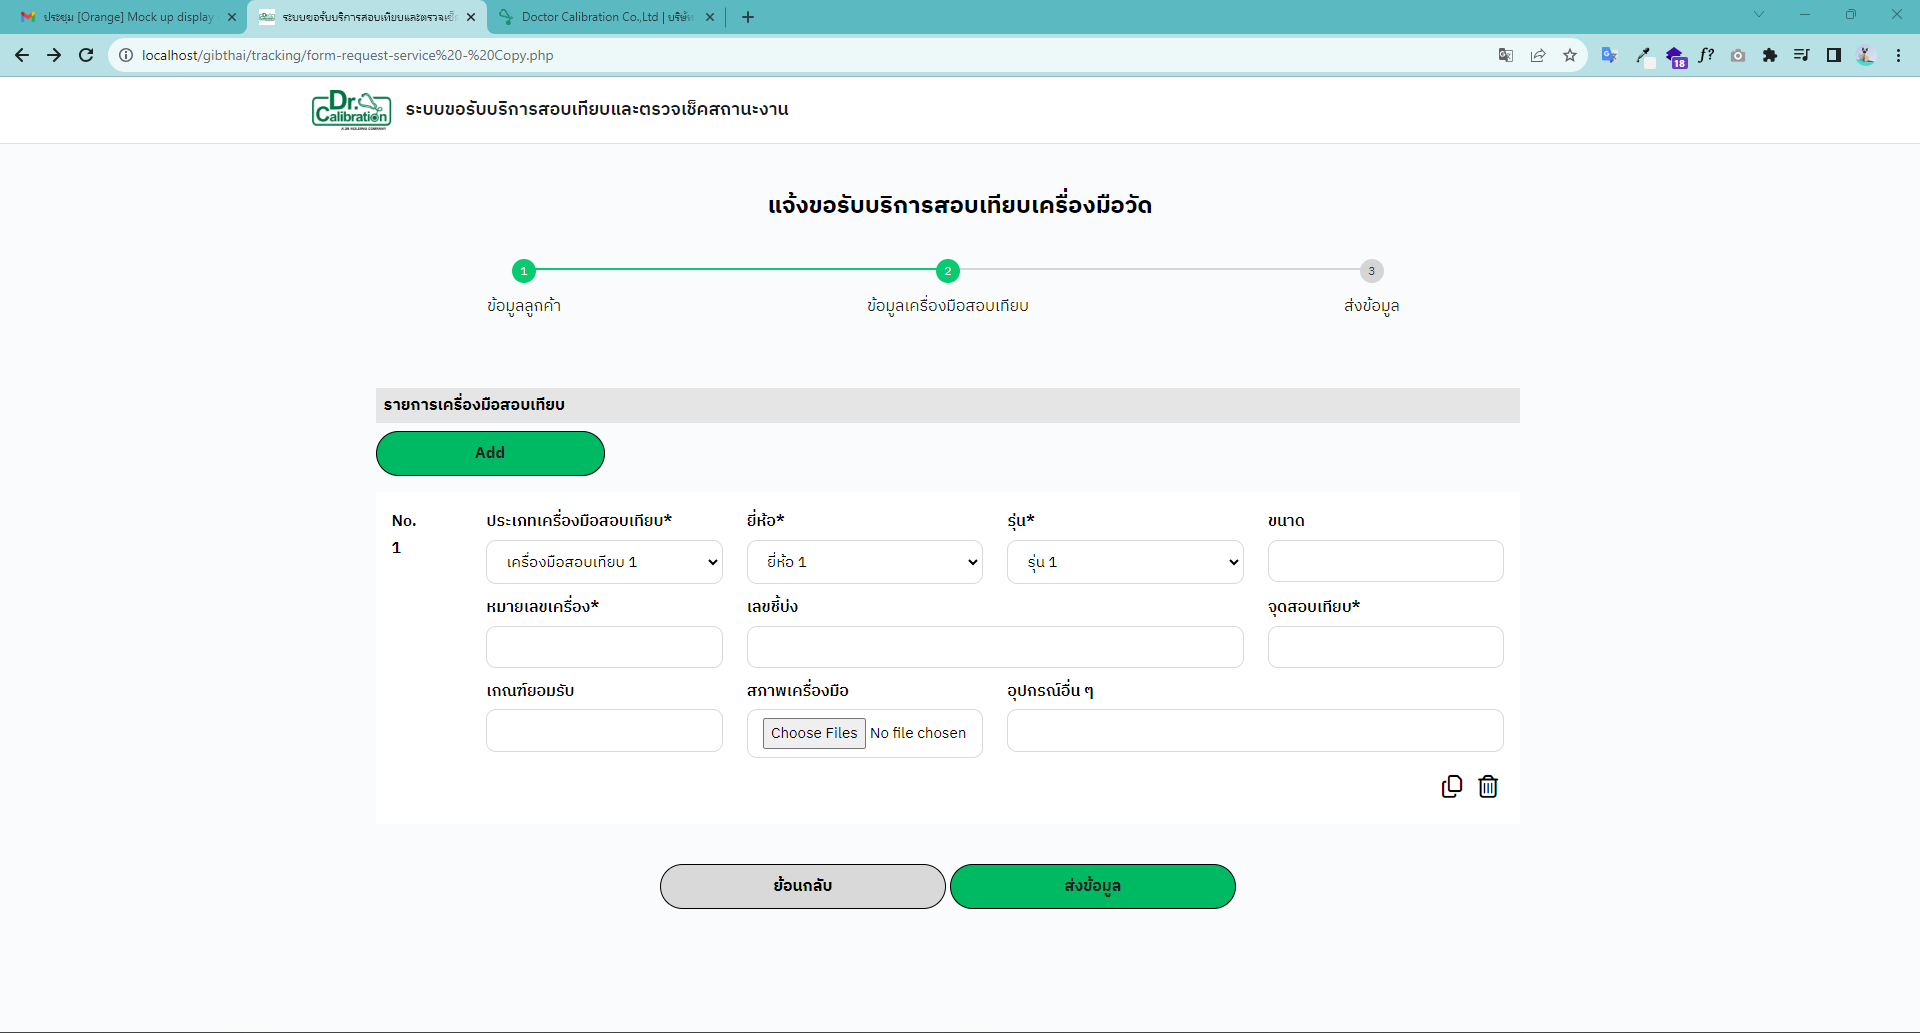 ประชุม [Orange] Mock up display
ระบบขอรับบริการสอบเทียบและตรวจเช็
Doctor Calibration Co.,Ltd | บริษัท
localhost/gibthai/tracking/form-request-service%20-%20Copy.php
18
f?
Dr. Calibration
A DR HOLDING COMPANY
ระบบขอรับบริการสอบเทียบและตรวจเช็คสถานะงาน
แจ้งขอรับบริการสอบเทียบเครื่องมือวัด
1
2
3
ข้อมูลลูกค้า
ข้อมูลเครื่องมือสอบเทียบ
ส่งข้อมูล
รายการเครื่องมือสอบเทียบ
Add
No.
1
ประเภทเครื่องมือสอบเทียบ*
ยี่ห้อ*
รุ่น*
ขนาด
เครื่องมือสอบเทียบ 1
ยี่ห้อ 1
รุ่น 1
หมายเลขเครื่อง*
เลขชี้บ่ง
จุดสอบเทียบ*
เกณฑ์ยอมรับ
สภาพเครื่องมือ
อุปกรณ์อื่น ๆ
Choose Files No file chosen
ย้อนกลับ
ส่งข้อมูล